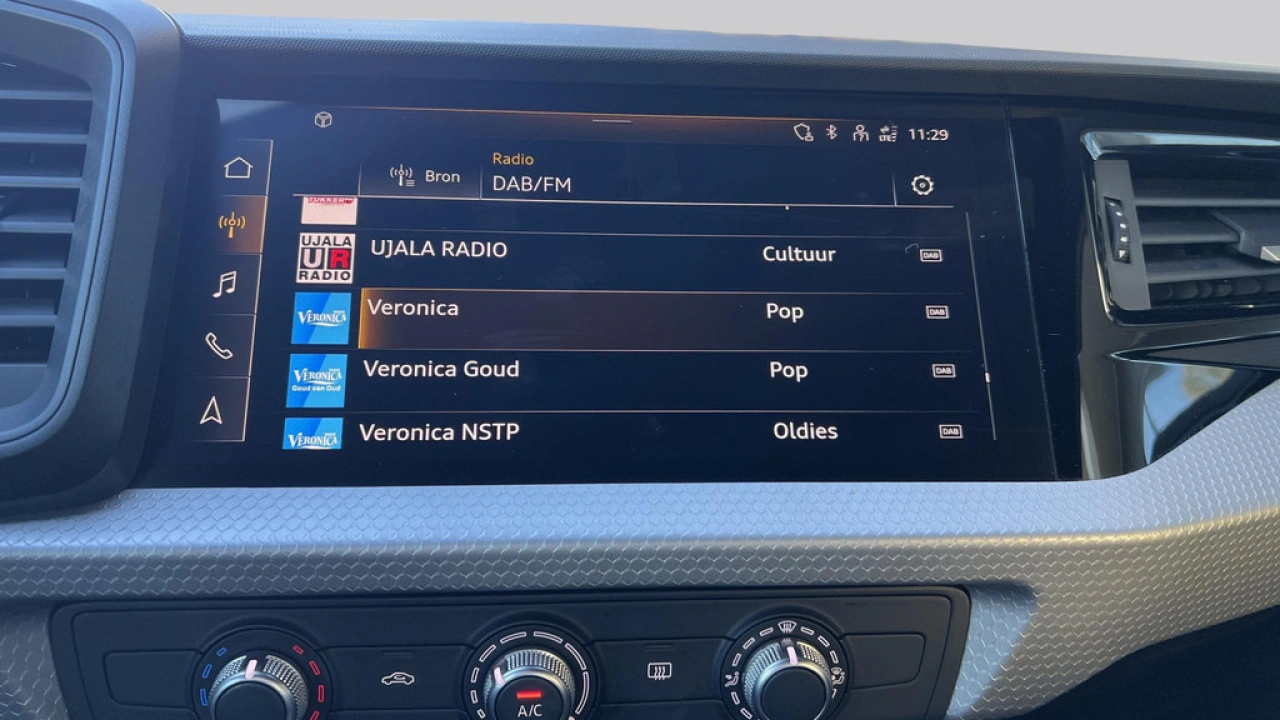 11:29
Radio
Bron
DAB/FM
UJALA
UR
RADIO
UJALA RADIO
Cultuur
DAB
VERONICA
Veronica
Pop
DAB
VERONICA
Goud van Oud
Veronica Goud
Pop
DAB
VERONICA
Veronica NSTP
Oldies
DAB
A/C